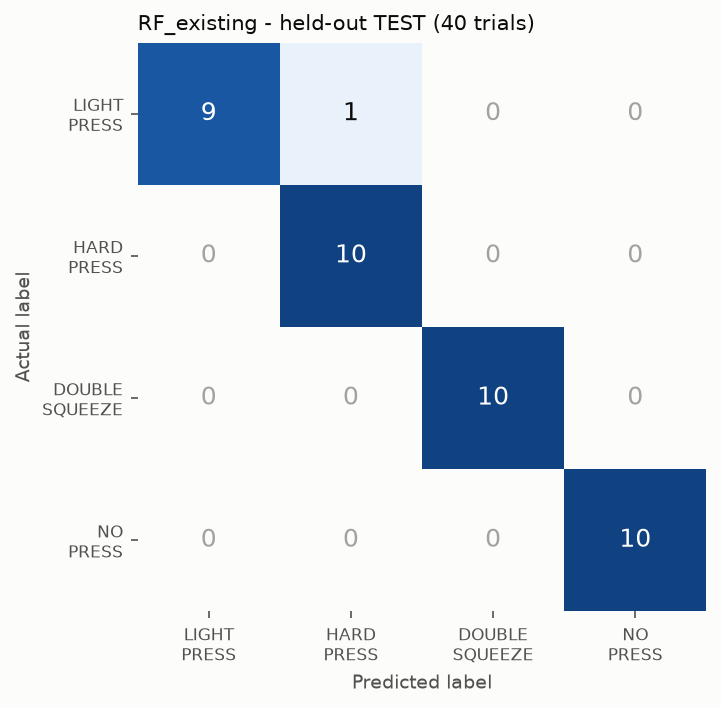 RF_existing - held-out TEST (40 trials)
LIGHT
PRESS
9 1 0 0
HARD
PRESS
0 10 0 0
DOUBLE
SQUEEZE
0 0 10 0
NO
PRESS
0 0 0 10
Actual label
LIGHT
PRESS
HARD
PRESS
DOUBLE
SQUEEZE
NO
PRESS
Predicted label